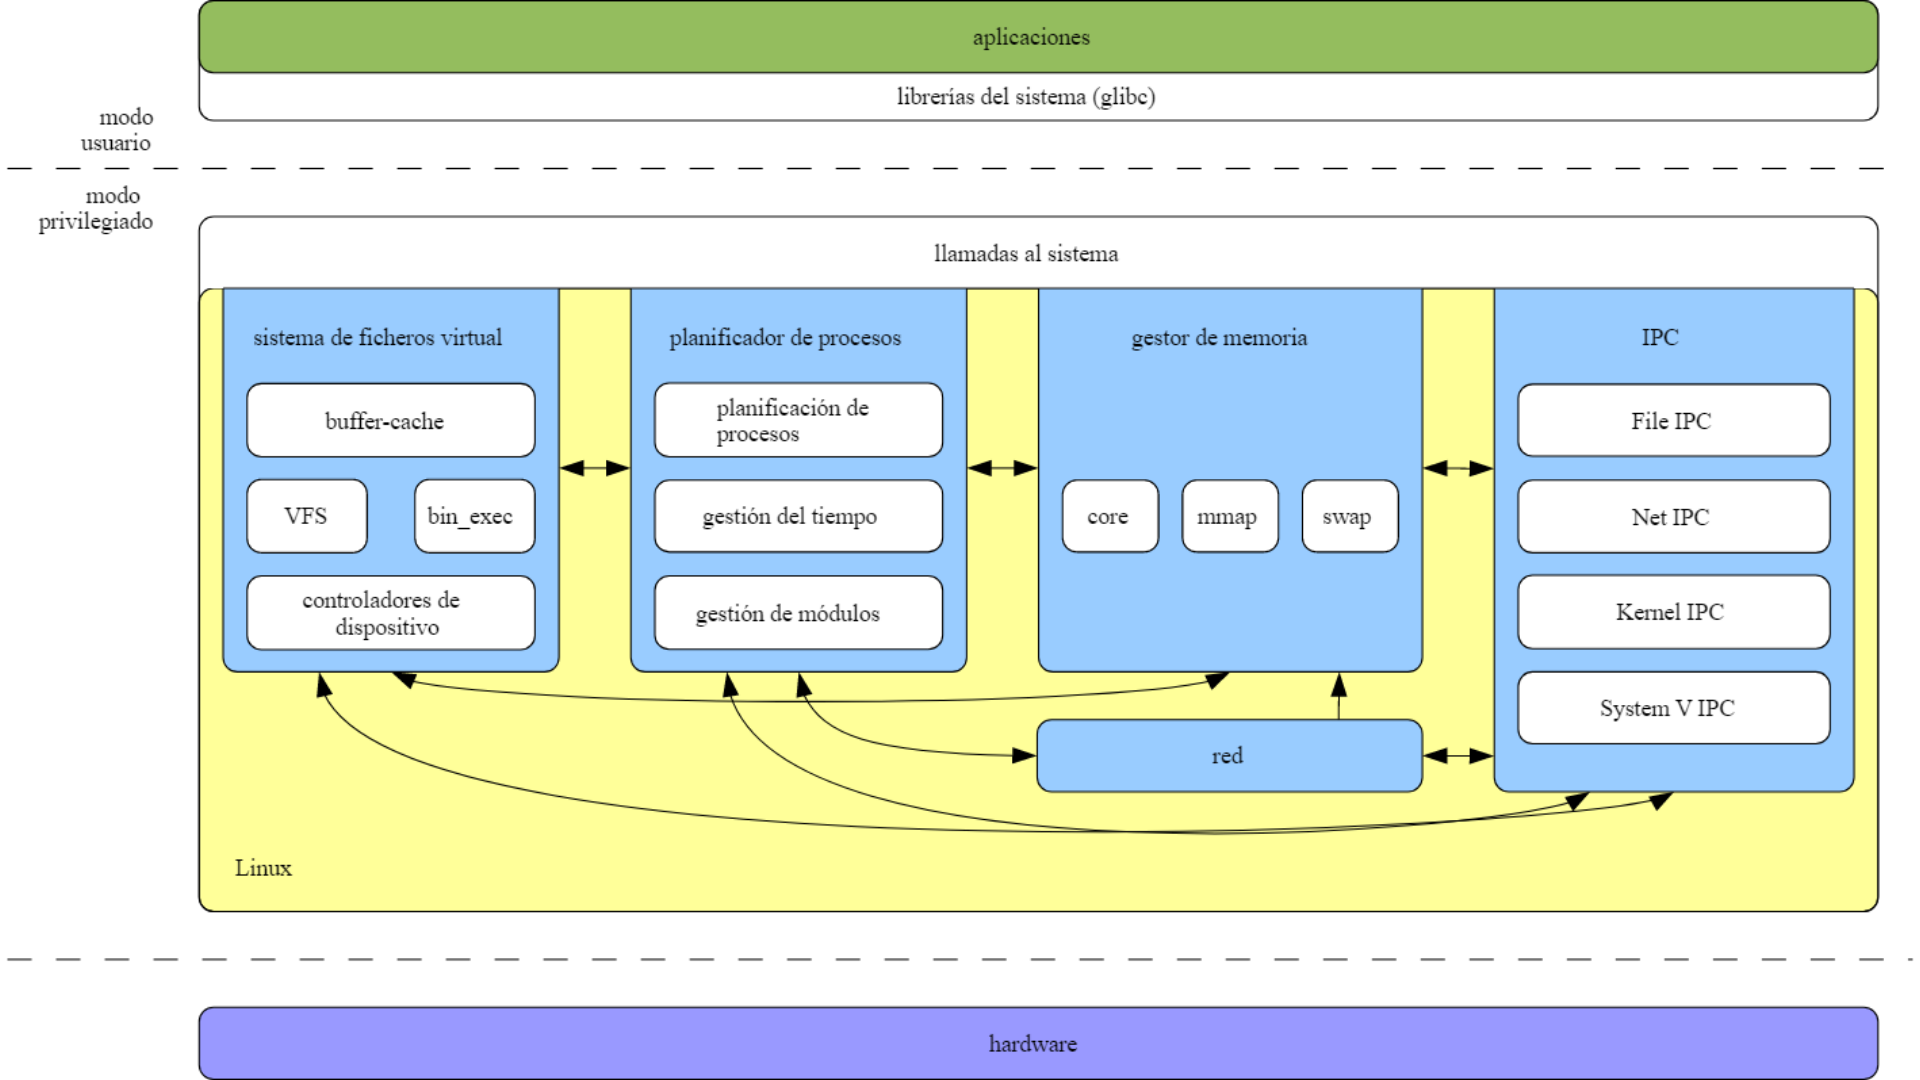 aplicaciones
librerías del sistema (glibc)
modo
usuario
modo
privilegiado
llamadas al sistema
sistema de ficheros virtual
buffer-cache
VFS
bin_exec
controladores de
dispositivo
planificador de procesos
planificación de
procesos
gestión del tiempo
gestión de módulos
gestor de memoria
core
mmap
swap
red
IPC
File IPC
Net IPC
Kernel IPC
System V IPC
Linux
hardware